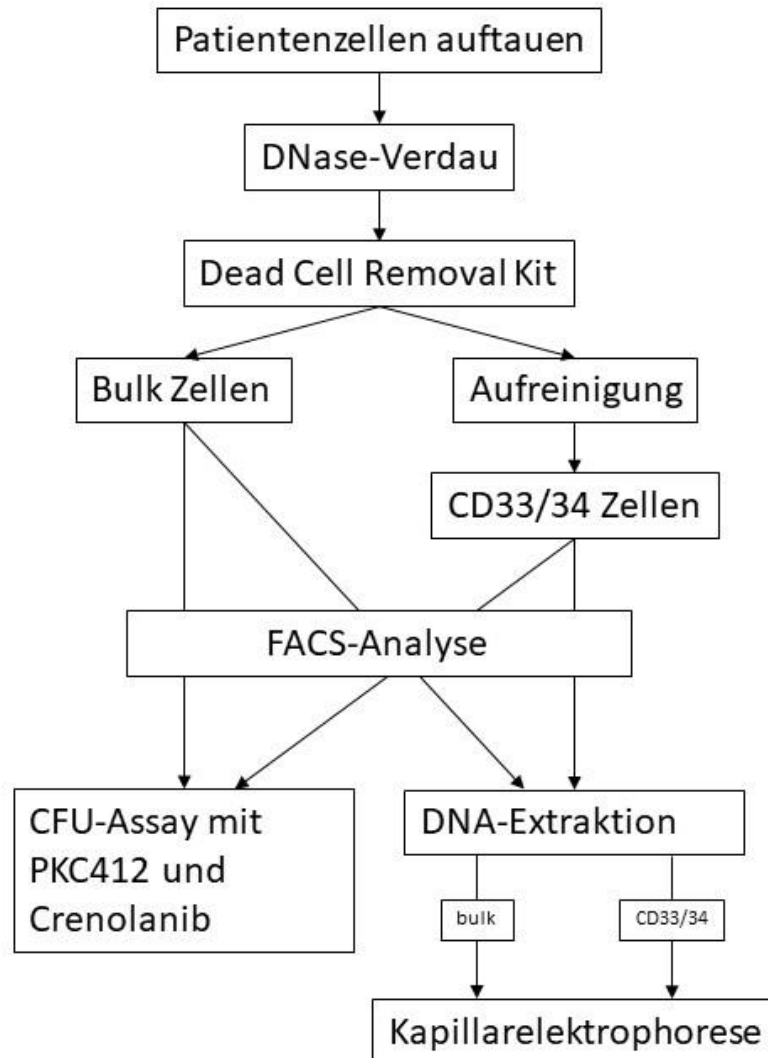 Patientenzellen auftauen
DNase-Verdau
Dead Cell Removal Kit
Bulk Zellen
Aufreinigung
CD33/34 Zellen
FACS-Analyse
CFU-Assay mit
PKC412 und
Crenolanib
DNA-Extraktion
bulk
CD33/34
Kapillarelektrophorese